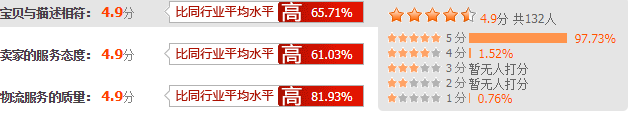 宝贝与描述相符： 4.9分 比同行业平均水平 高 65.71%
卖家的服务态度： 4.9分 比同行业平均水平 高 61.03%
物流服务的质量： 4.9分 比同行业平均水平 高 81.93%
4.9分 共132人
5 分 97.73%
4 分 1.52%
3 分 暂无人打分
2 分 暂无人打分
1 分 0.76%